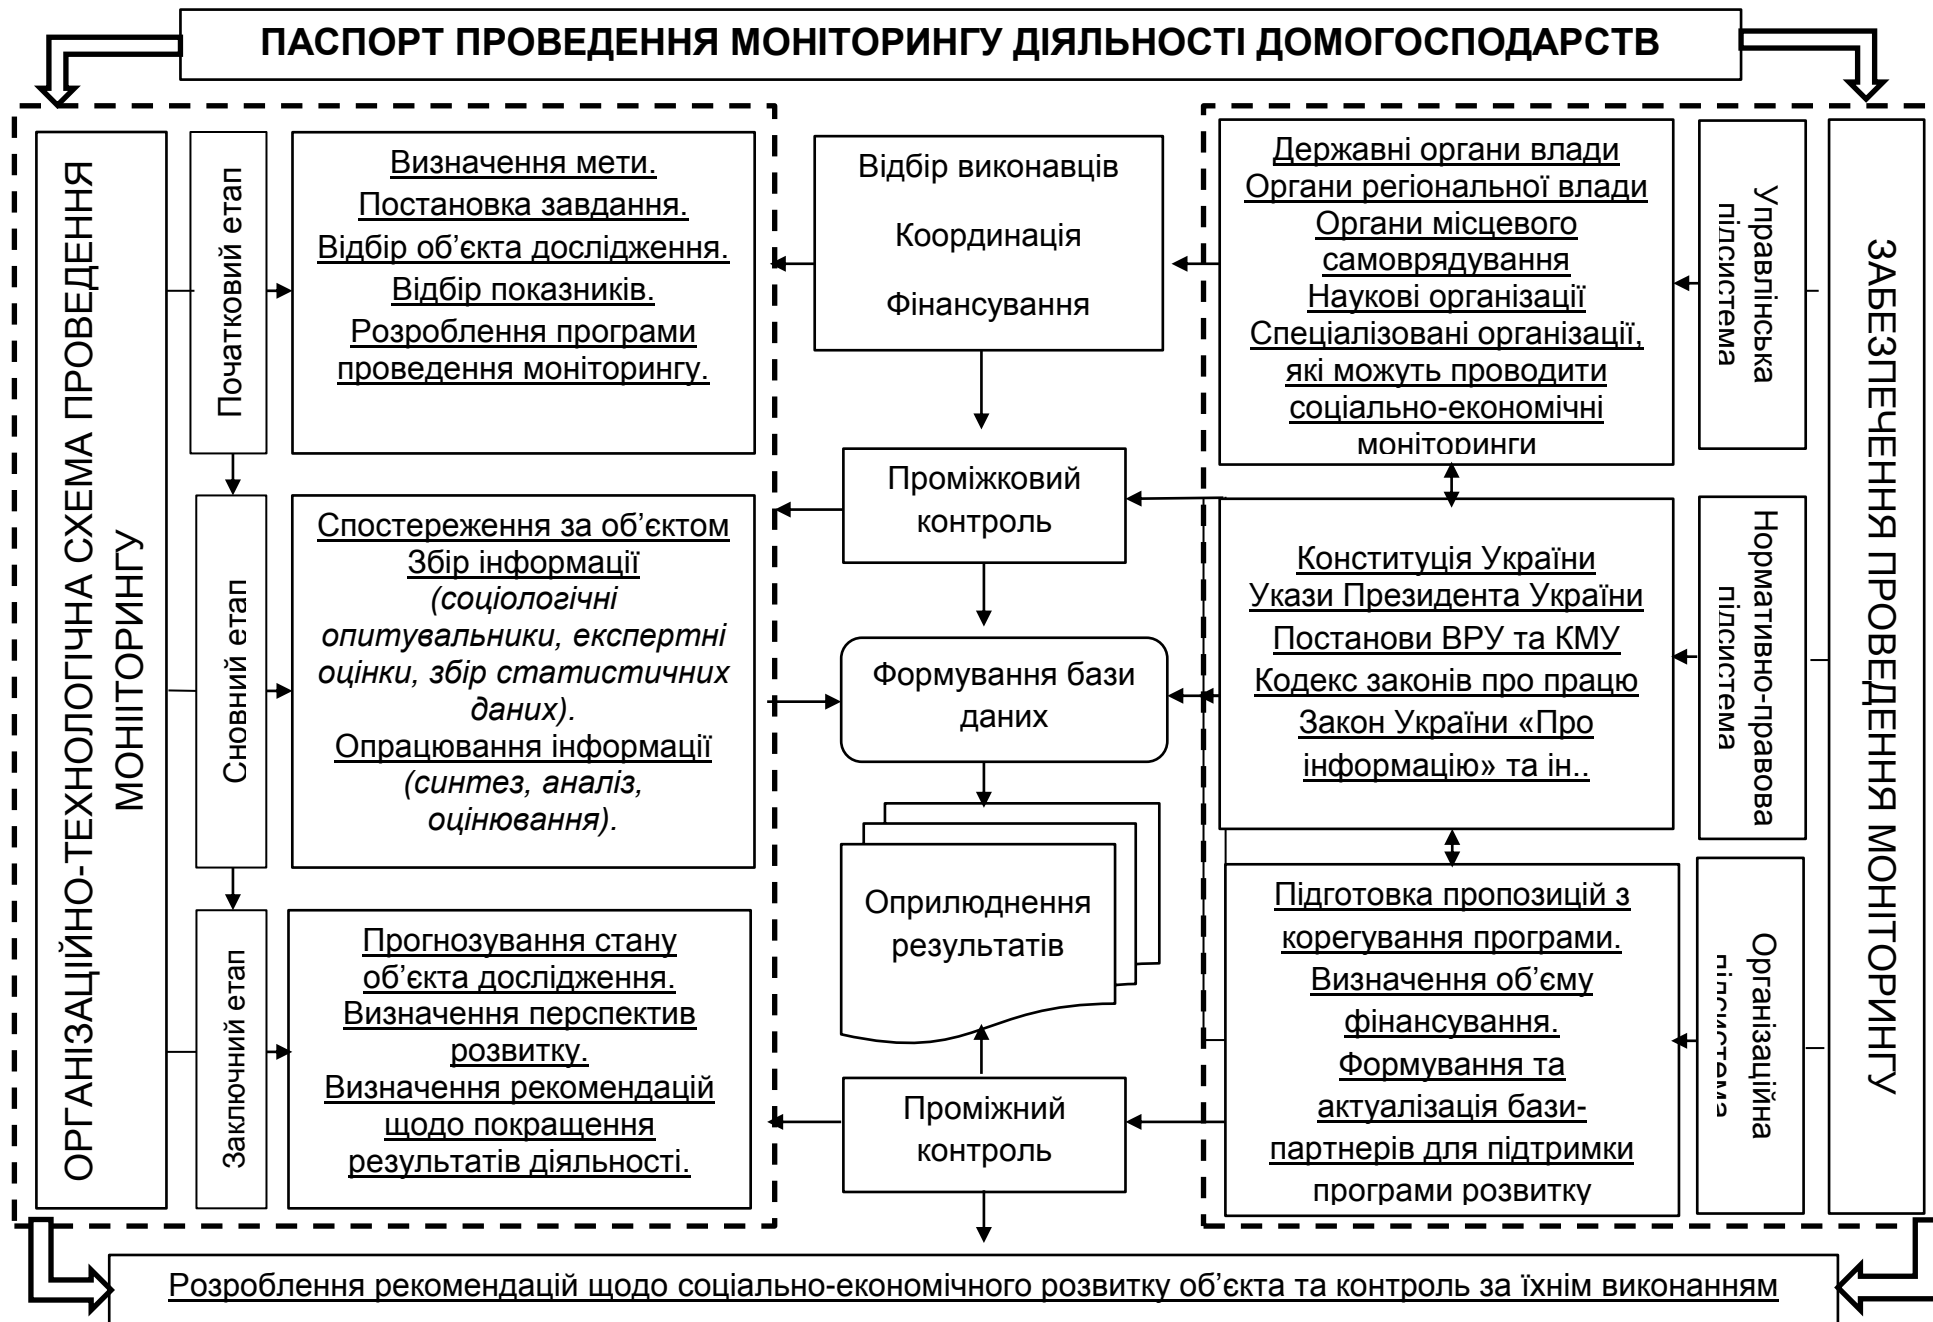 ПАСПОРТ ПРОВЕДЕННЯ МОНІТОРИНГУ ДІЯЛЬНОСТІ ДОМОГОСПОДАРСТВ
ОРГАНІЗАЦІЙНО-ТЕХНОЛОГІЧНА СХЕМА ПРОВЕДЕННЯ
МОНІІТОРИНГУ
Початковий етап
Визначення мети.
Постановка завдання.
Відбір об’єкта дослідження.
Відбір показників.
Розроблення програми
проведення моніторингу.
Сновний етап
Спостереження за об’єктом
Збір інформації
(соціологічні
опитувальники, експертні
оцінки, збір статистичних
даних).
Опрацювання інформації
(синтез, аналіз,
оцінювання).
Заключний етап
Прогнозування стану
об’єкта дослідження.
Визначення перспектив
розвитку.
Визначення рекомендацій
щодо покращення
результатів діяльності.
Відбір виконавців
Координація
Фінансування
Проміжковий
контроль
Формування бази
даних
Оприлюднення
результатів
Проміжний
контроль
Державні органи влади
Органи регіональної влади
Органи місцевого
самоврядування
Наукові організації
Спеціалізовані організації,
які можуть проводити
соціально-економічні
моніторинги
Конституція України
Укази Президента України
Постанови ВРУ та КМУ
Кодекс законів про працю
Закон України «Про
інформацію» та ін..
Підготовка пропозицій з
корегування програми.
Визначення об’єму
фінансування.
Формування та
актуалізація бази-
партнерів для підтримки
програми розвитку
Управлінська
підсистема
Нормативно-правова
підсистема
Організаційна
підсистема
ЗАБЕЗПЕЧЕННЯ ПРОВЕДЕННЯ МОНІТОРИНГУ
Розроблення рекомендацій щодо соціально-економічного розвитку об’єкта та контроль за їхнім виконанням